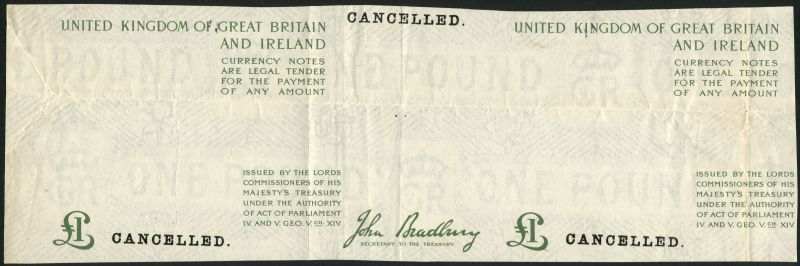 CANCELLED.
UNITED KINGDOM OF GREAT BRITAIN
AND IRELAND
CURRENCY NOTES
ARE LEGAL TENDER
FOR THE PAYMENT
OF ANY AMOUNT
UNITED KINGDOM OF GREAT BRITAIN
AND IRELAND
CURRENCY NOTES
ARE LEGAL TENDER
FOR THE PAYMENT
OF ANY AMOUNT
ISSUED BY THE LORDS
COMMISSIONERS OF HIS
MAJESTY'S TREASURY
UNDER THE AUTHORITY
OF ACT OF PARLIAMENT
IV. AND V. GEO. V. CH. XIV.
£1 CANCELLED.
John Bradbury
SECRETARY TO THE TREASURY
ISSUED BY THE LORDS
COMMISSIONERS OF HIS
MAJESTY'S TREASURY
UNDER THE AUTHORITY
OF ACT OF PARLIAMENT
IV. AND V. GEO. V. CH. XIV.
£1 CANCELLED.